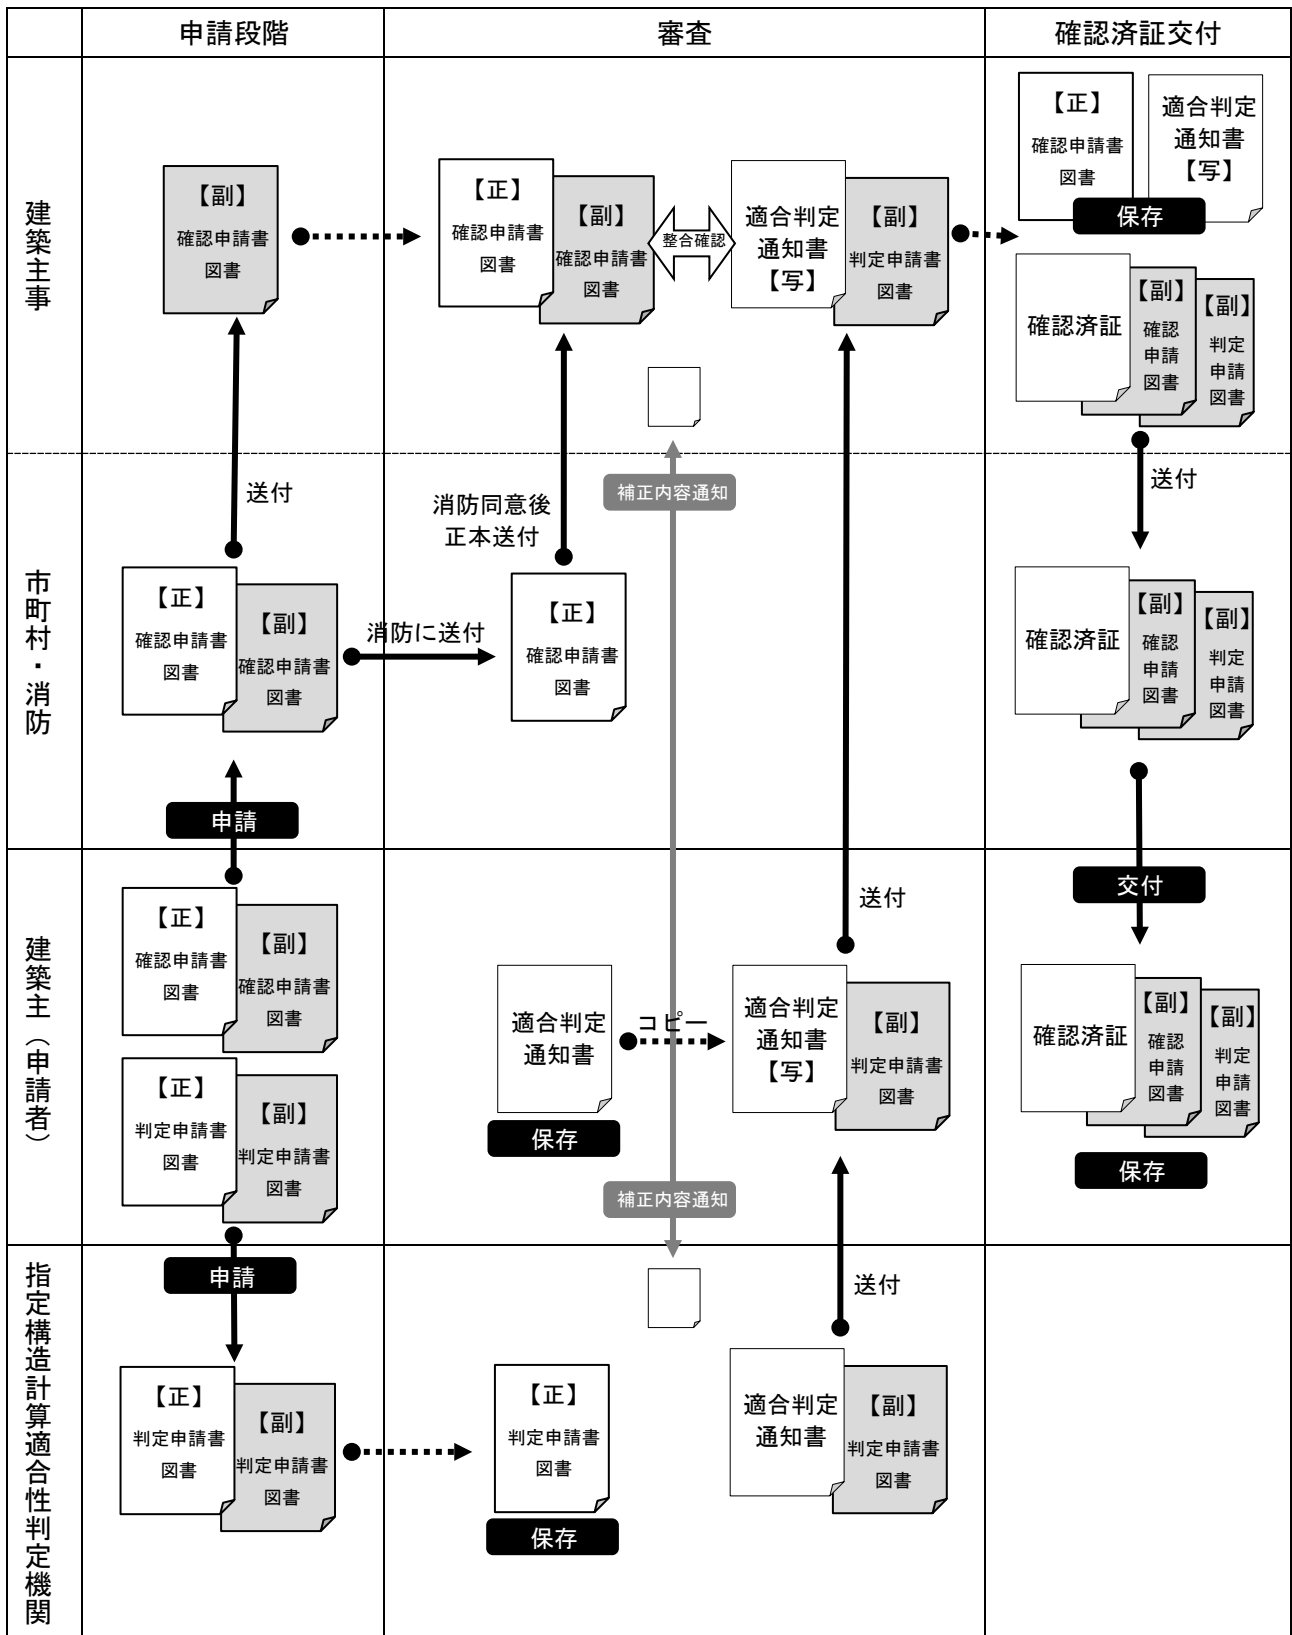 申請段階
審査
確認済証交付
建築主事
【副】
確認申請書
図書
【正】
確認申請書
図書
【副】
確認申請書
図書
整合確認
適合判定
通知書
【写】
【副】
判定申請書
図書
【正】
確認申請書
図書
適合判定
通知書
【写】
保存
確認済証
【副】
確認
申請
図書
【副】
判定
申請
図書
市町村・消防
送付
消防同意後
正本送付
補正内容通知
送付
【正】
確認申請書
図書
【副】
確認申請書
図書
消防に送付
【正】
確認申請書
図書
確認済証
【副】
確認
申請
図書
【副】
判定
申請
図書
申請
建築主（申請者）
【正】
確認申請書
図書
【副】
確認申請書
図書
【正】
判定申請書
図書
【副】
判定申請書
図書
適合判定
通知書
保存
コピー
送付
適合判定
通知書
【写】
【副】
判定申請書
図書
補正内容通知
交付
確認済証
【副】
確認
申請
図書
【副】
判定
申請
図書
保存
指定構造計算適合性判定機関
申請
【正】
判定申請書
図書
【副】
判定申請書
図書
【正】
判定申請書
図書
保存
送付
適合判定
通知書
【副】
判定申請書
図書